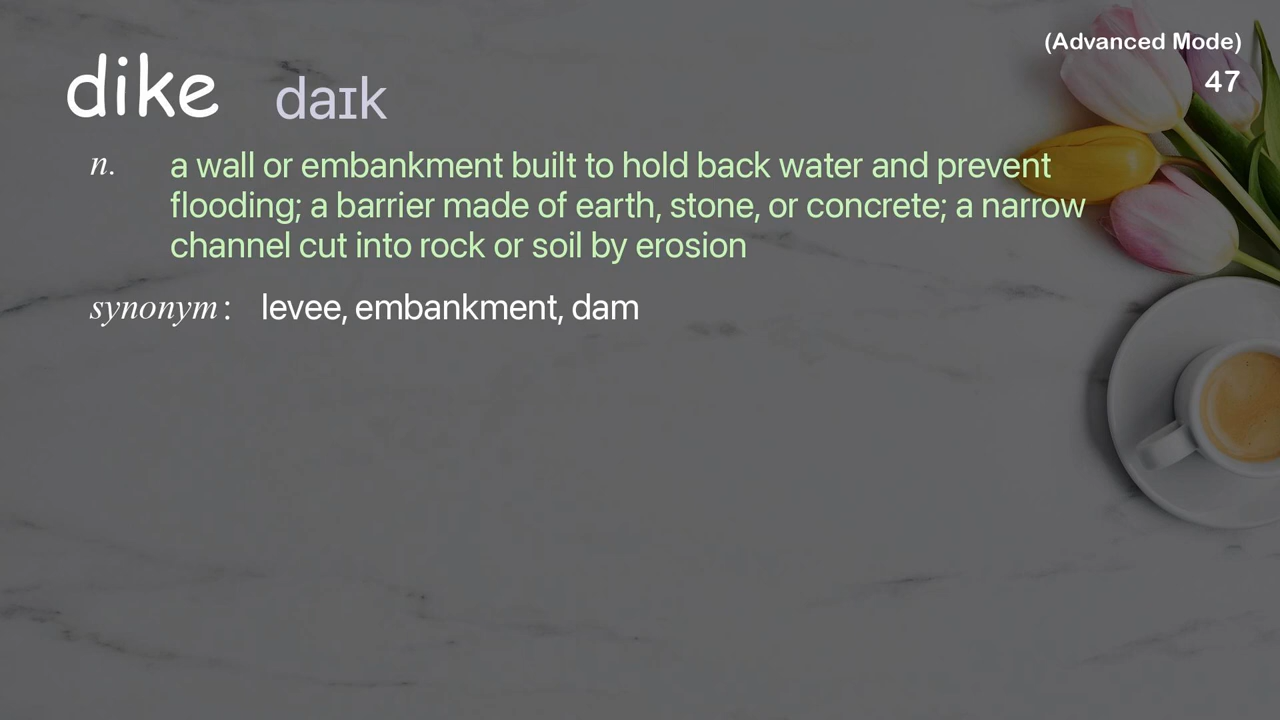 (Advanced Mode)
47
dike daɪk
n. a wall or embankment built to hold back water and prevent
flooding; a barrier made of earth, stone, or concrete; a narrow
channel cut into rock or soil by erosion
synonym: levee, embankment, dam